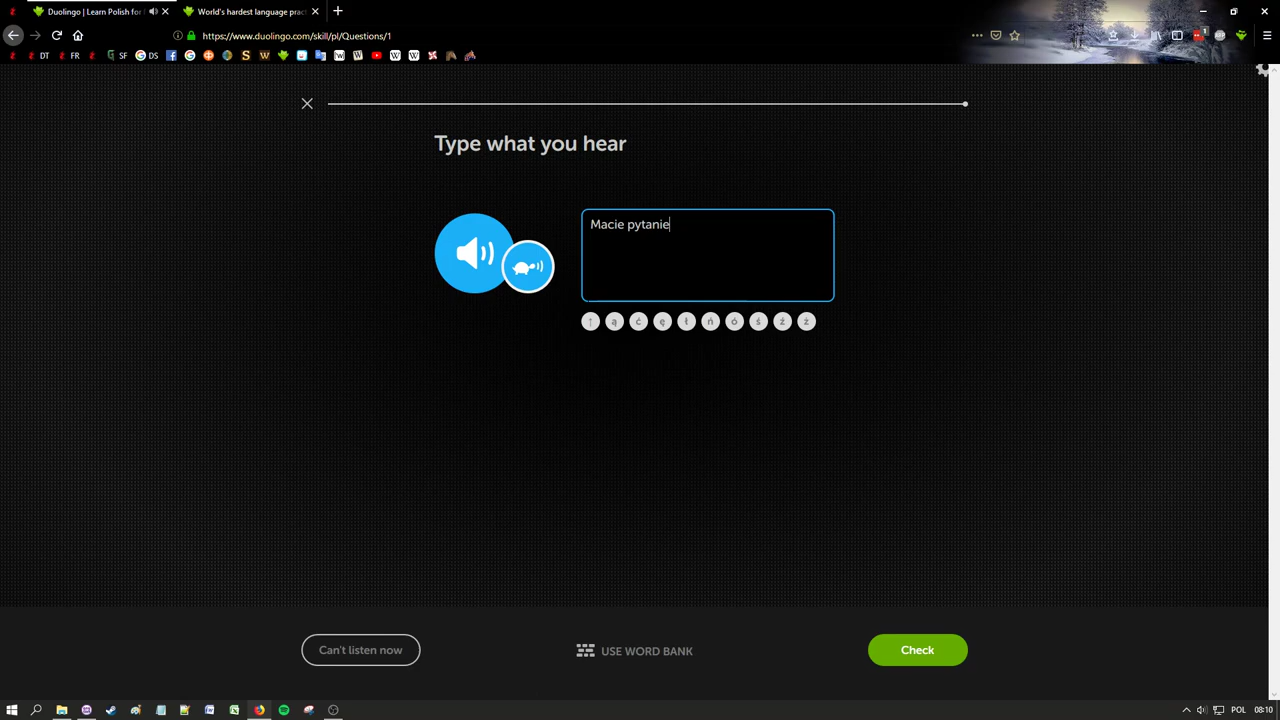 Duolingo | Learn Polish for
World's hardest language prac
https://www.duolingo.com/skill/pl/Questions/1
DT
FR
SF
DS
Type what you hear
Macie pytanie
↑ ą ć ę ł ń ó ś ź ż
Can't listen now
USE WORD BANK
Check
POL
08:10